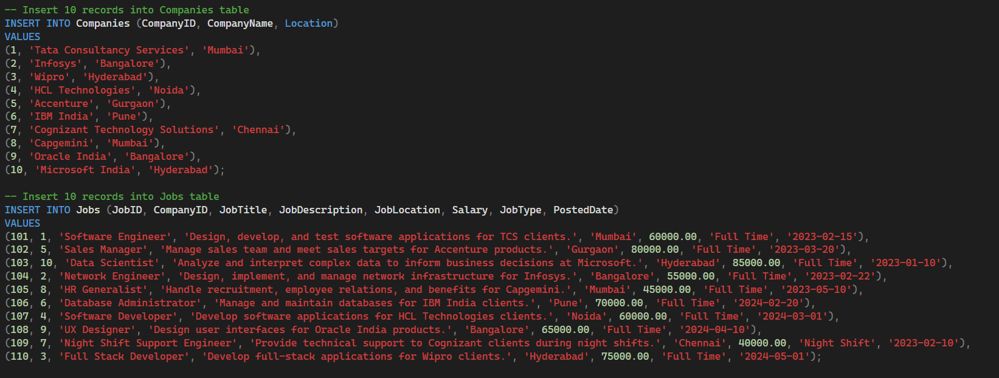 -- Insert 10 records into Companies table
INSERT INTO Companies (CompanyID, CompanyName, Location)
VALUES
(1, 'Tata Consultancy Services', 'Mumbai'),
(2, 'Infosys', 'Bangalore'),
(3, 'Wipro', 'Hyderabad'),
(4, 'HCL Technologies', 'Noida'),
(5, 'Accenture', 'Gurgaon'),
(6, 'IBM India', 'Pune'),
(7, 'Cognizant Technology Solutions', 'Chennai'),
(8, 'Capgemini', 'Mumbai'),
(9, 'Oracle India', 'Bangalore'),
(10, 'Microsoft India', 'Hyderabad');

-- Insert 10 records into Jobs table
INSERT INTO Jobs (JobID, CompanyID, JobTitle, JobDescription, JobLocation, Salary, JobType, PostedDate)
VALUES
(101, 1, 'Software Engineer', 'Design, develop, and test software applications for TCS clients.', 'Mumbai', 60000.00, 'Full Time', '2023-02-15'),
(102, 5, 'Sales Manager', 'Manage sales team and meet sales targets for Accenture products.', 'Gurgaon', 80000.00, 'Full Time', '2023-03-20'),
(103, 10, 'Data Scientist', 'Analyze and interpret complex data to inform business decisions at Microsoft.', 'Hyderabad', 85000.00, 'Full Time', '2023-01-10'),
(104, 2, 'Network Engineer', 'Design, implement, and manage network infrastructure for Infosys.', 'Bangalore', 55000.00, 'Full Time', '2023-02-22'),
(105, 8, 'HR Generalist', 'Handle recruitment, employee relations, and benefits for Capgemini.', 'Mumbai', 45000.00, 'Full Time', '2023-05-10'),
(106, 6, 'Database Administrator', 'Manage and maintain databases for IBM India clients.', 'Pune', 70000.00, 'Full Time', '2024-02-20'),
(107, 4, 'Software Developer', 'Develop software applications for HCL Technologies clients.', 'Noida', 60000.00, 'Full Time', '2024-03-01'),
(108, 9, 'UX Designer', 'Design user interfaces for Oracle India products.', 'Bangalore', 65000.00, 'Full Time', '2024-04-10'),
(109, 7, 'Night Shift Support Engineer', 'Provide technical support to Cognizant clients during night shifts.', 'Chennai', 40000.00, 'Night Shift', '2023-02-10'),
(110, 3, 'Full Stack Developer', 'Develop full-stack applications for Wipro clients.', 'Hyderabad', 75000.00, 'Full Time', '2024-05-01');